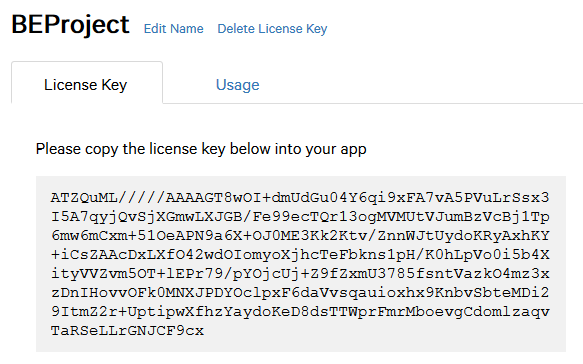 BEProject Edit Name Delete License Key
License Key Usage
Please copy the license key below into your app
ATZQuML/////AAAAGT8wOI+dmUdGu04Y6qi9xFA7vA5PVuLrSsx3
I5A7qyjQvSjXGmwLXJGB/Fe99ecTQr13ogMVMUtVJumBzVcBj1Tp
6mw6mCxm+51OeAPN9a6X+OJ0ME3Kk2Ktv/ZnnWJtUydoKRyAxhKY
+iCsZAAcDxLXfO42wdOIomyoXjhcTeFbkns1pH/K0hLpVo0i5b4X
ityVVZvm5OT+lEPr79/pYOjcUj+Z9fZxmU3785fsntVazkO4mz3x
zDnIHovvOFk0MNXJPDYOclpxF6daVvsqauioxhx9KnbvSbteMDi2
9ItmZ2r+UptipwXfhzYaydoKeD8dsTTWprFmrMboevgCdomlzaqv
TaRSeLLrGNJCF9cx